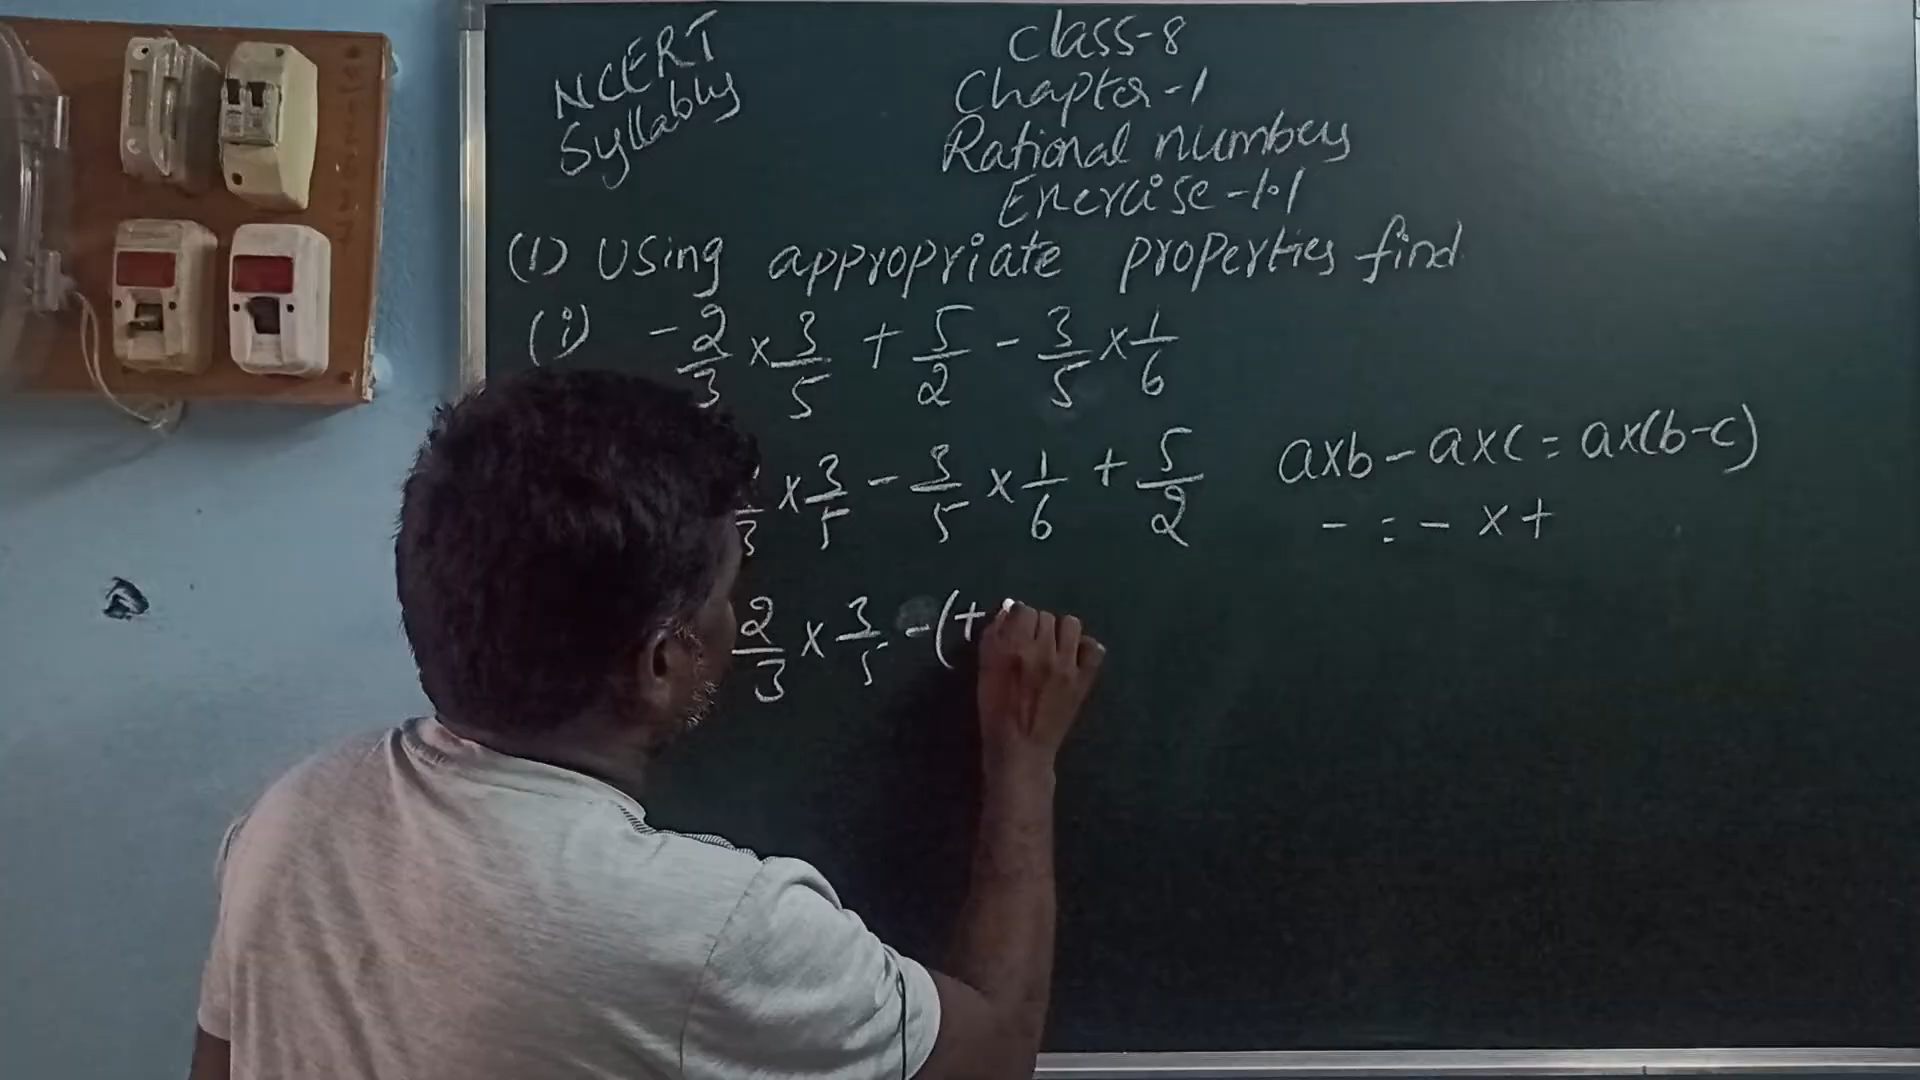 NCERT
Syllabus
Class-8
Chapter-1
Rational numbers
Exercise-1.1
(1) Using appropriate properties find
(i) -2/3 × 3/5 + 5/2 - 3/5 × 1/6
/3 × 3/5 - 3/5 × 1/6 + 5/2
a×b - a×c = a×(b-c)
- = - × +
2/3 × 3/5 -(+